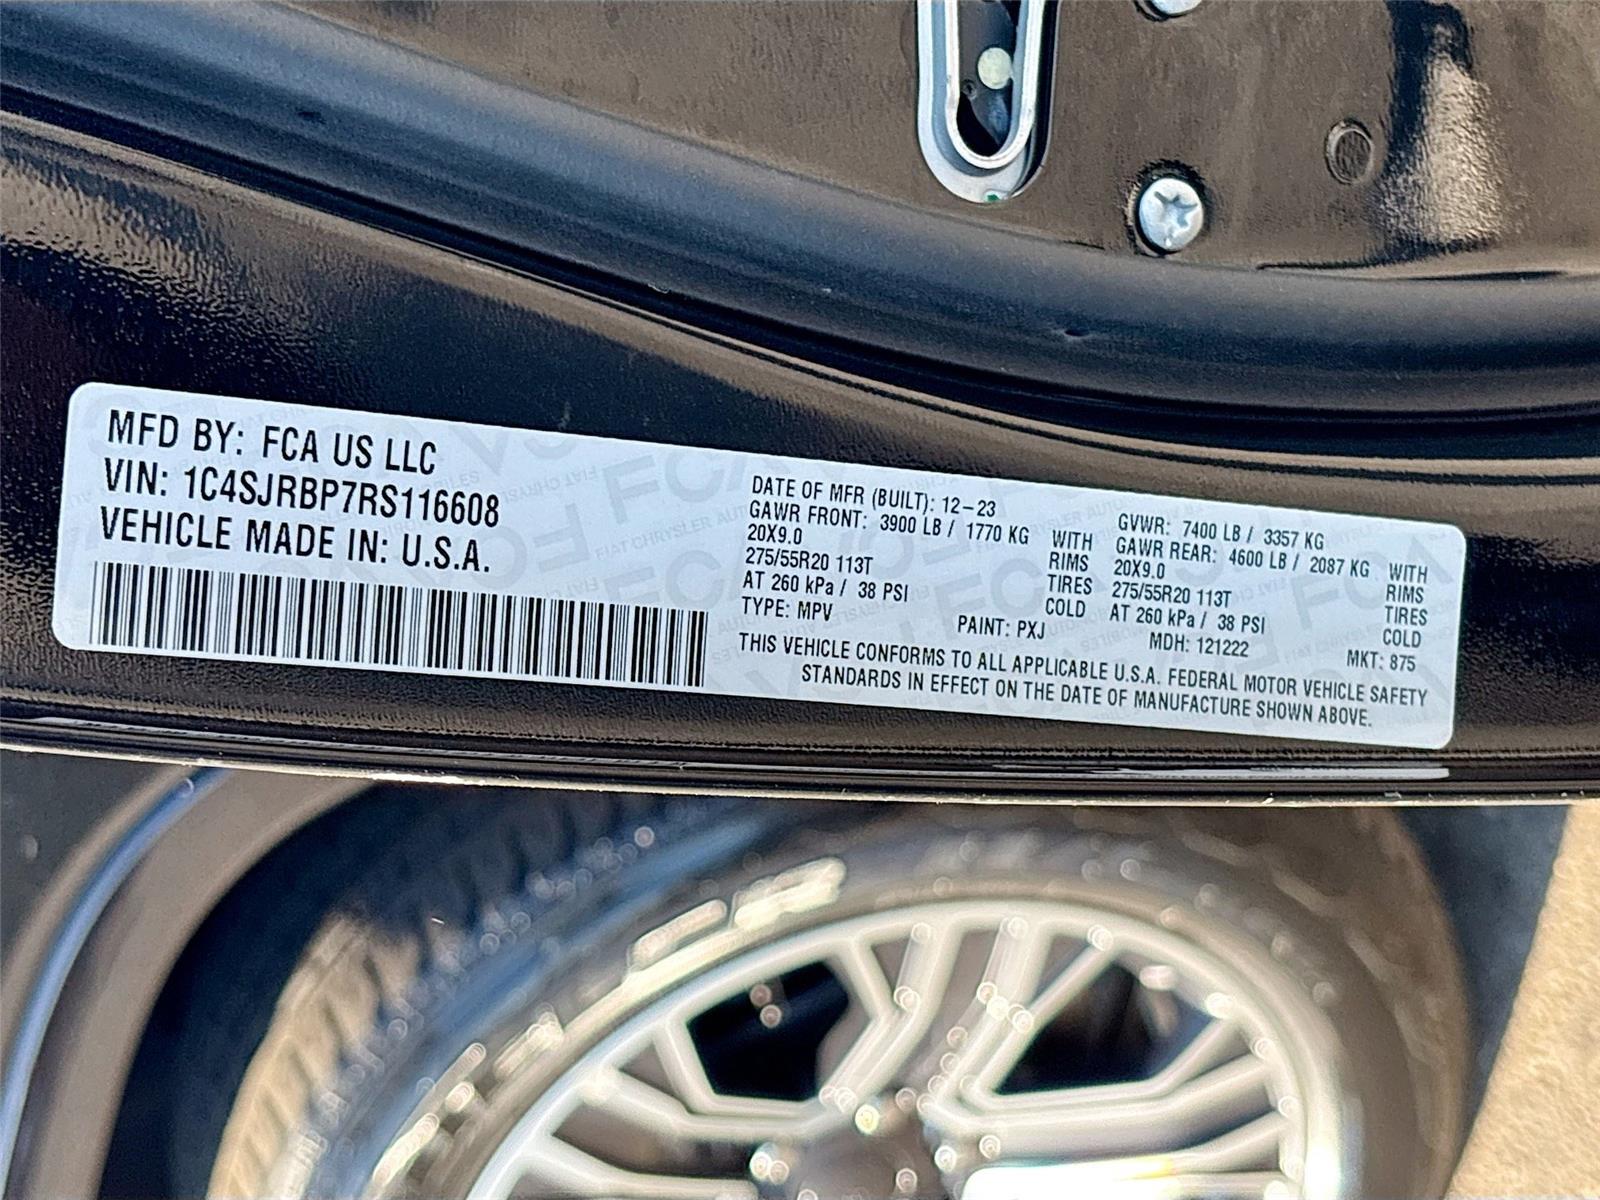 MFD BY: FCA US LLC
VIN: 1C4SJRBP7RS116608
VEHICLE MADE IN: U.S.A.
DATE OF MFR (BUILT): 12-23
GAWR FRONT: 3900 LB / 1770 KG WITH
20X9.0 RIMS
275/55R20 113T TIRES
AT 260 kPa / 38 PSI COLD
GVWR: 7400 LB / 3357 KG
GAWR REAR: 4600 LB / 2087 KG WITH
20X9.0 RIMS
275/55R20 113T TIRES
AT 260 kPa / 38 PSI COLD
TYPE: MPV PAINT: PXJ MDH: 121222 MKT: 875
THIS VEHICLE CONFORMS TO ALL APPLICABLE U.S.A. FEDERAL MOTOR VEHICLE SAFETY
STANDARDS IN EFFECT ON THE DATE OF MANUFACTURE SHOWN ABOVE.